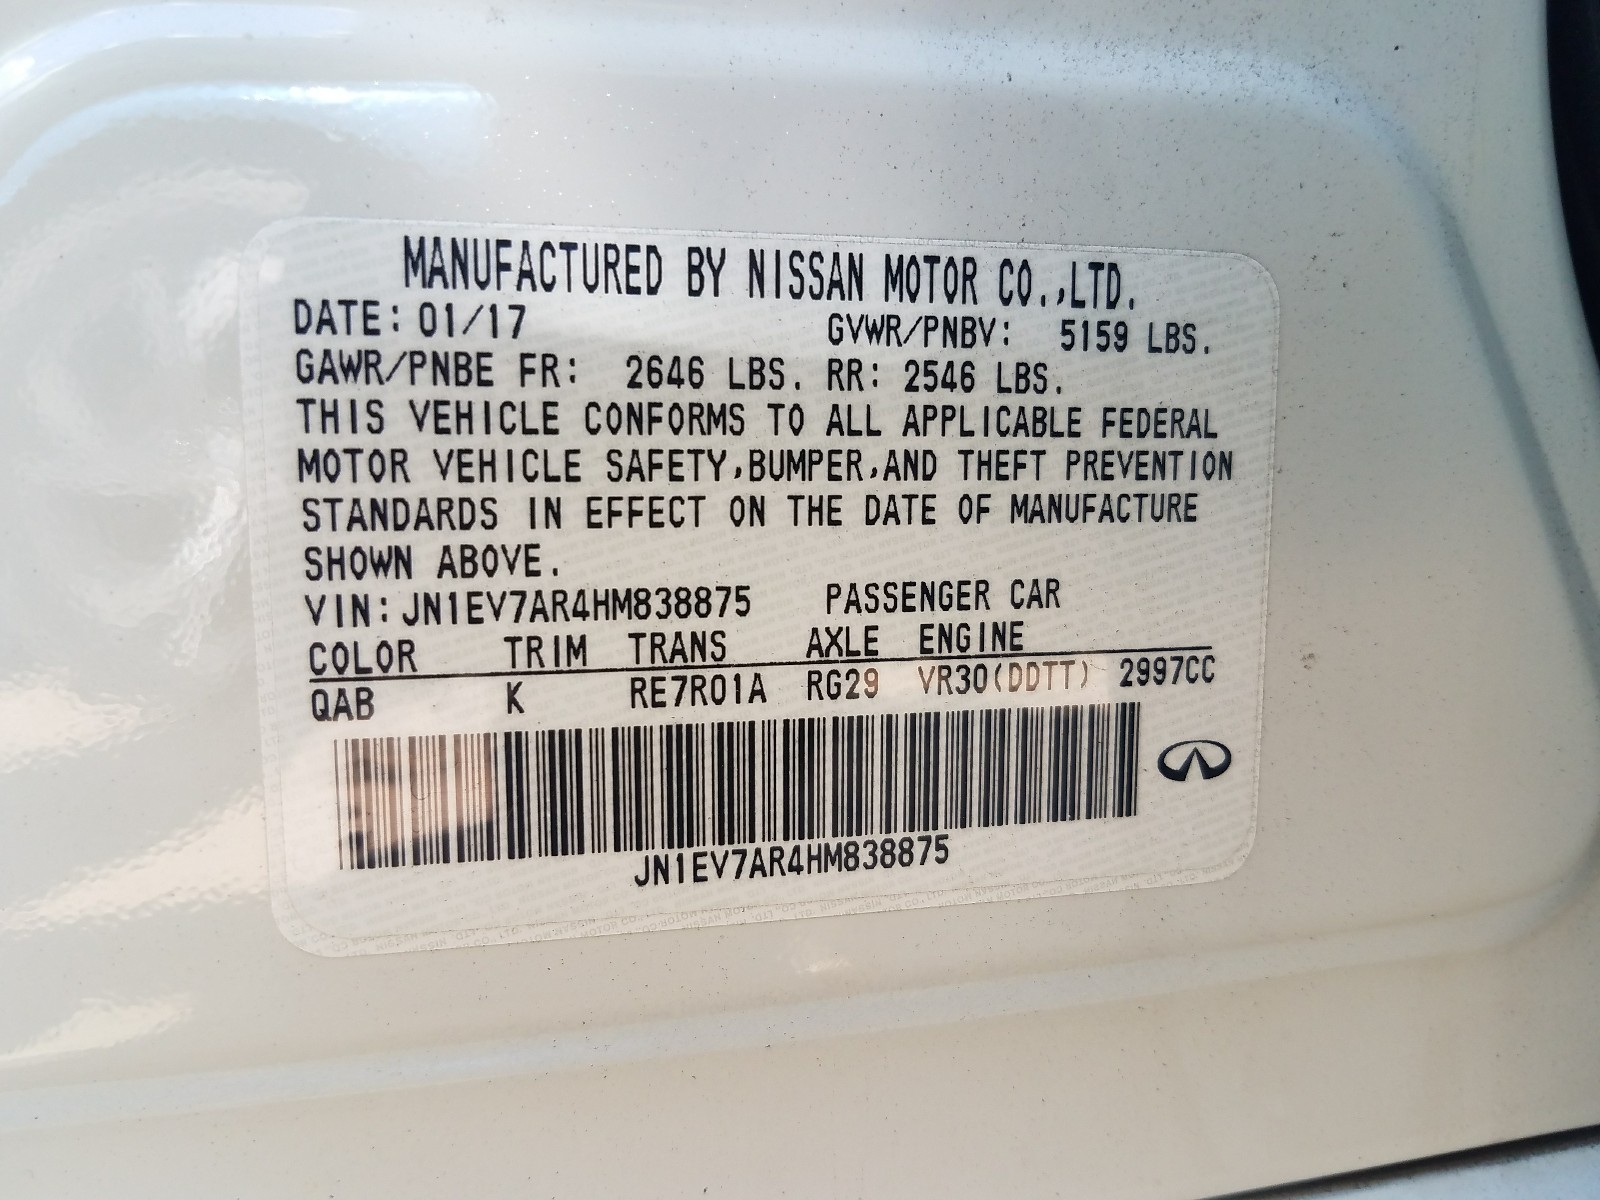 MANUFACTURED BY NISSAN MOTOR CO.,LTD.
DATE: 01/17 GVWR/PNBV: 5159 LBS.
GAWR/PNBE FR: 2646 LBS. RR: 2546 LBS.
THIS VEHICLE CONFORMS TO ALL APPLICABLE FEDERAL
MOTOR VEHICLE SAFETY,BUMPER,AND THEFT PREVENTION
STANDARDS IN EFFECT ON THE DATE OF MANUFACTURE
SHOWN ABOVE.
VIN: JN1EV7AR4HM838875 PASSENGER CAR
COLOR TRIM TRANS AXLE ENGINE
QAB K RE7R01A RG29 VR30(DDTT) 2997CC
JN1EV7AR4HM838875